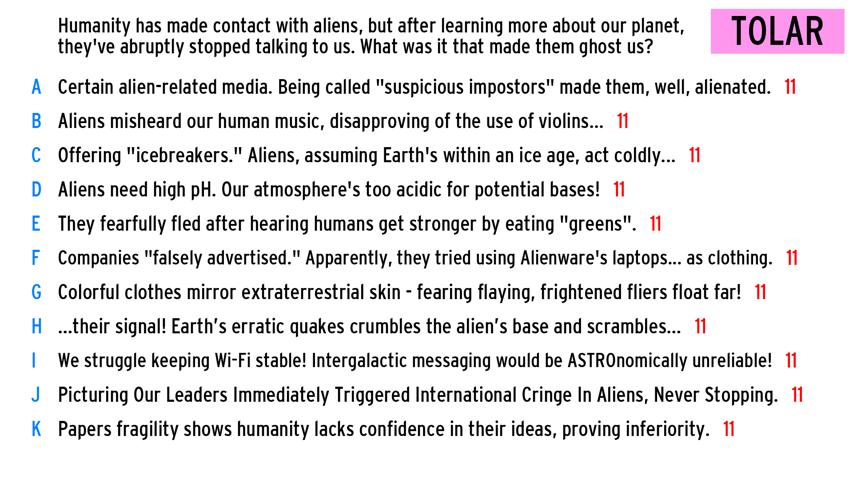 Humanity has made contact with aliens, but after learning more about our planet,
they've abruptly stopped talking to us. What was it that made them ghost us?
TOLAR
A Certain alien-related media. Being called "suspicious impostors" made them, well, alienated. 11
B Aliens misheard our human music, disapproving of the use of violins... 11
C Offering "icebreakers." Aliens, assuming Earth's within an ice age, act coldly... 11
D Aliens need high pH. Our atmosphere's too acidic for potential bases! 11
E They fearfully fled after hearing humans get stronger by eating "greens". 11
F Companies "falsely advertised." Apparently, they tried using Alienware's laptops... as clothing. 11
G Colorful clothes mirror extraterrestrial skin - fearing flaying, frightened fliers float far! 11
H ...their signal! Earth’s erratic quakes crumbles the alien’s base and scrambles... 11
I We struggle keeping Wi-Fi stable! Intergalactic messaging would be ASTROnomically unreliable! 11
J Picturing Our Leaders Immediately Triggered International Cringe In Aliens, Never Stopping. 11
K Papers fragility shows humanity lacks confidence in their ideas, proving inferiority. 11